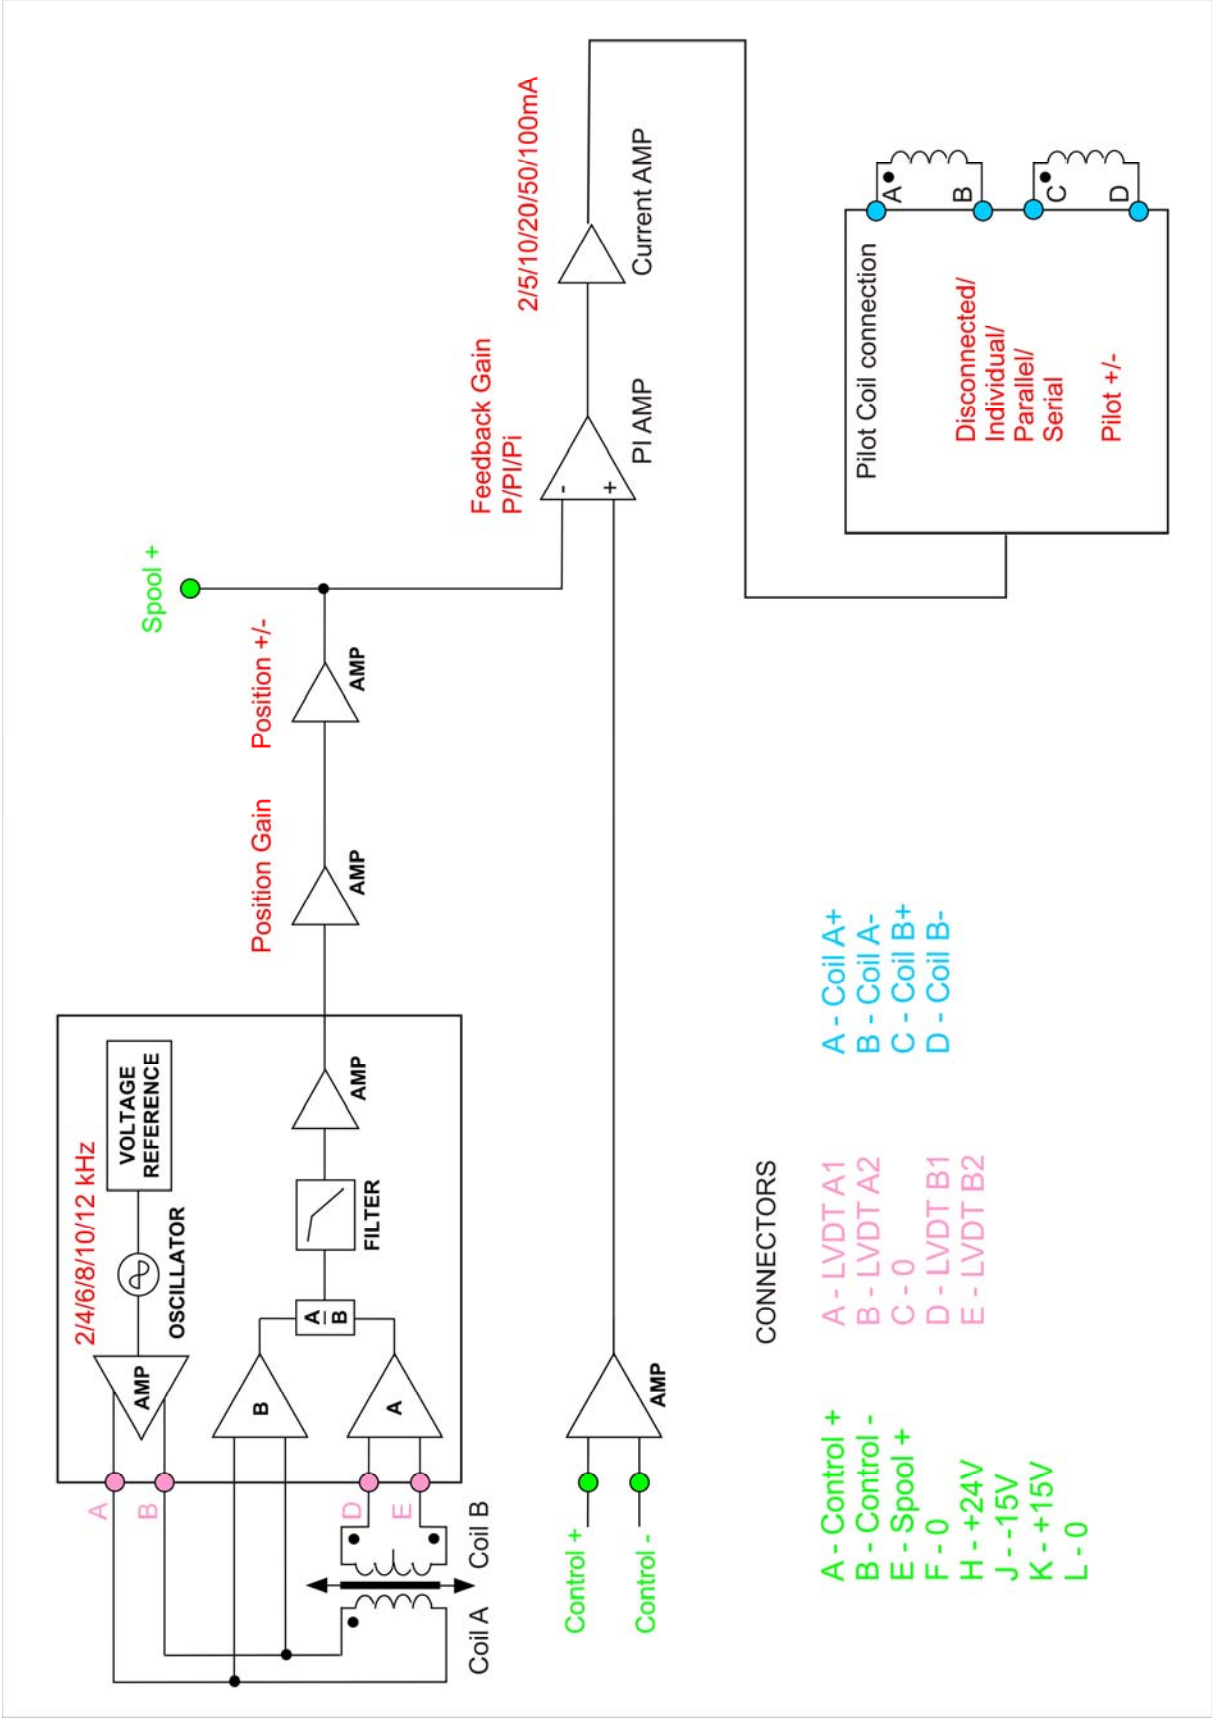 2/4/6/8/10/12 kHz
VOLTAGE
REFERENCE
OSCILLATOR
AMP
A
B
B
A
A
B
FILTER
AMP
D
E
Coil A
Coil B
Position Gain
AMP
Position +/-
AMP
Spool +
Feedback Gain
P/PI/Pi
-
+
PI AMP
2/5/10/20/50/100mA
Current AMP
Control +
Control -
AMP
Pilot Coil connection
Disconnected/
Individual/
Parallel/
Serial
Pilot +/-
A
B
C
D
CONNECTORS
A - Control +
B - Control -
E - Spool +
F - 0
H - +24V
J - -15V
K - +15V
L - 0
A - LVDT A1
B - LVDT A2
C - 0
D - LVDT B1
E - LVDT B2
A - Coil A+
B - Coil A-
C - Coil B+
D - Coil B-